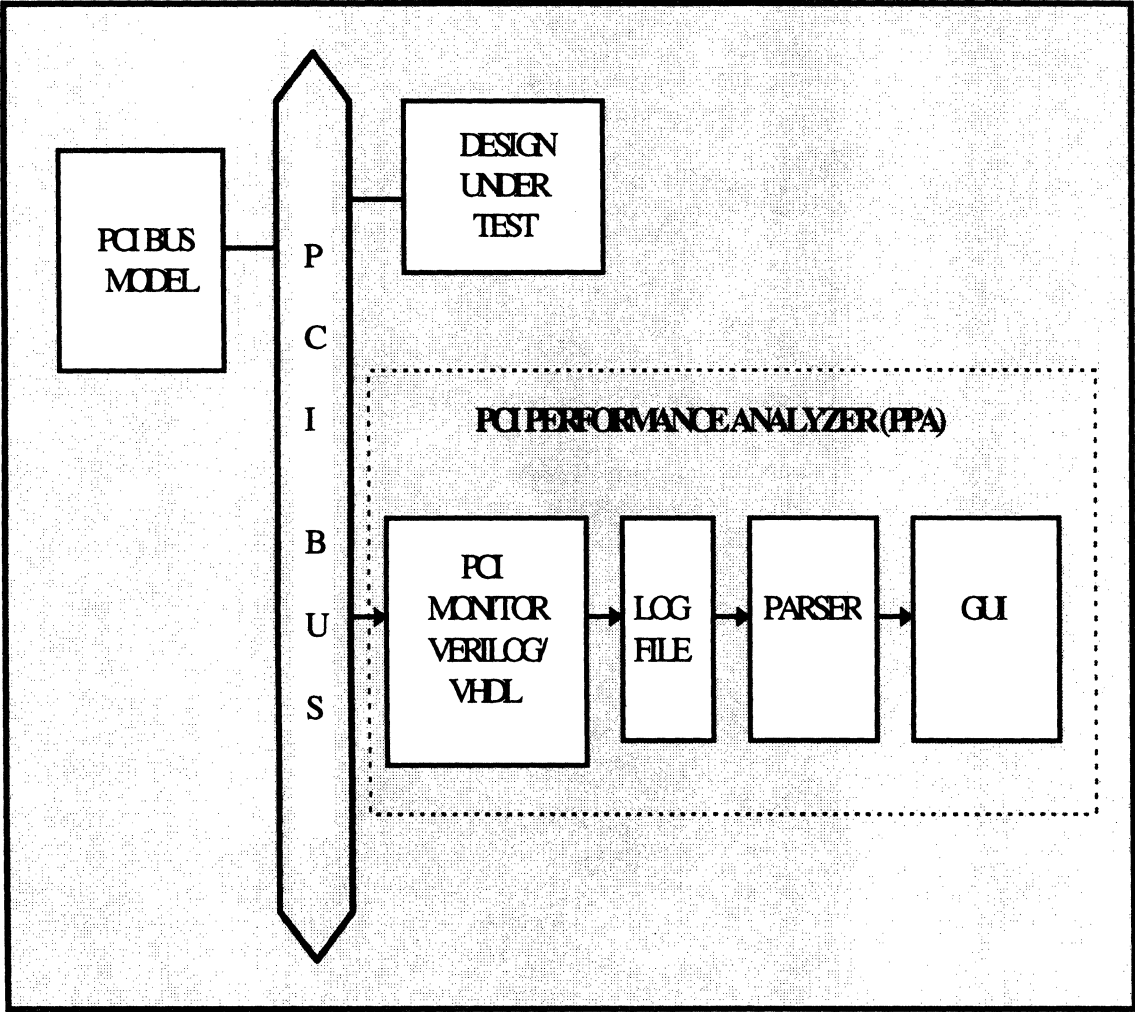 DESIGN
UNDER
TEST
PCI BUS
MODEL
P
C
I
B
U
S
PCI PERFORMANCE ANALYZER (PPA)
PCI
MONITOR
VERILOG/
VHDL
LOG
FILE
PARSER
GUI